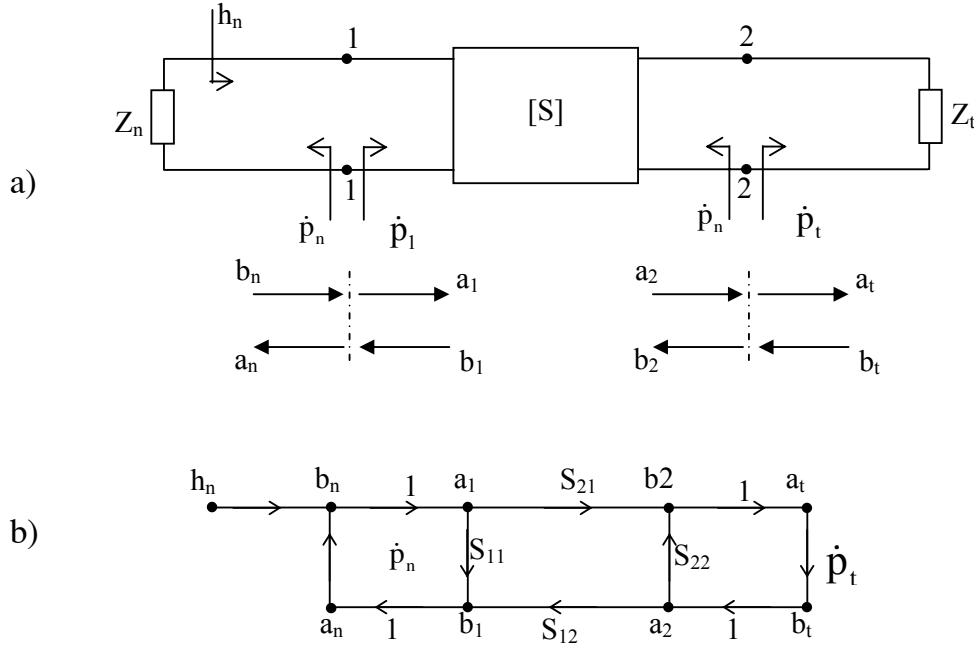 hₙ
1
2
Zₙ
[S]
Zₜ
a)
1
2
ṗₙ
ṗ₁
ṗₙ
ṗₜ
bₙ
a₁
a₂
aₜ
aₙ
b₁
b₂
bₜ
b)
hₙ
bₙ
1
a₁
S₂₁
b2
1
aₜ
ṗₙ
S₁₁
S₂₂
ṗₜ
aₙ
1
b₁
S₁₂
a₂
1
bₜ